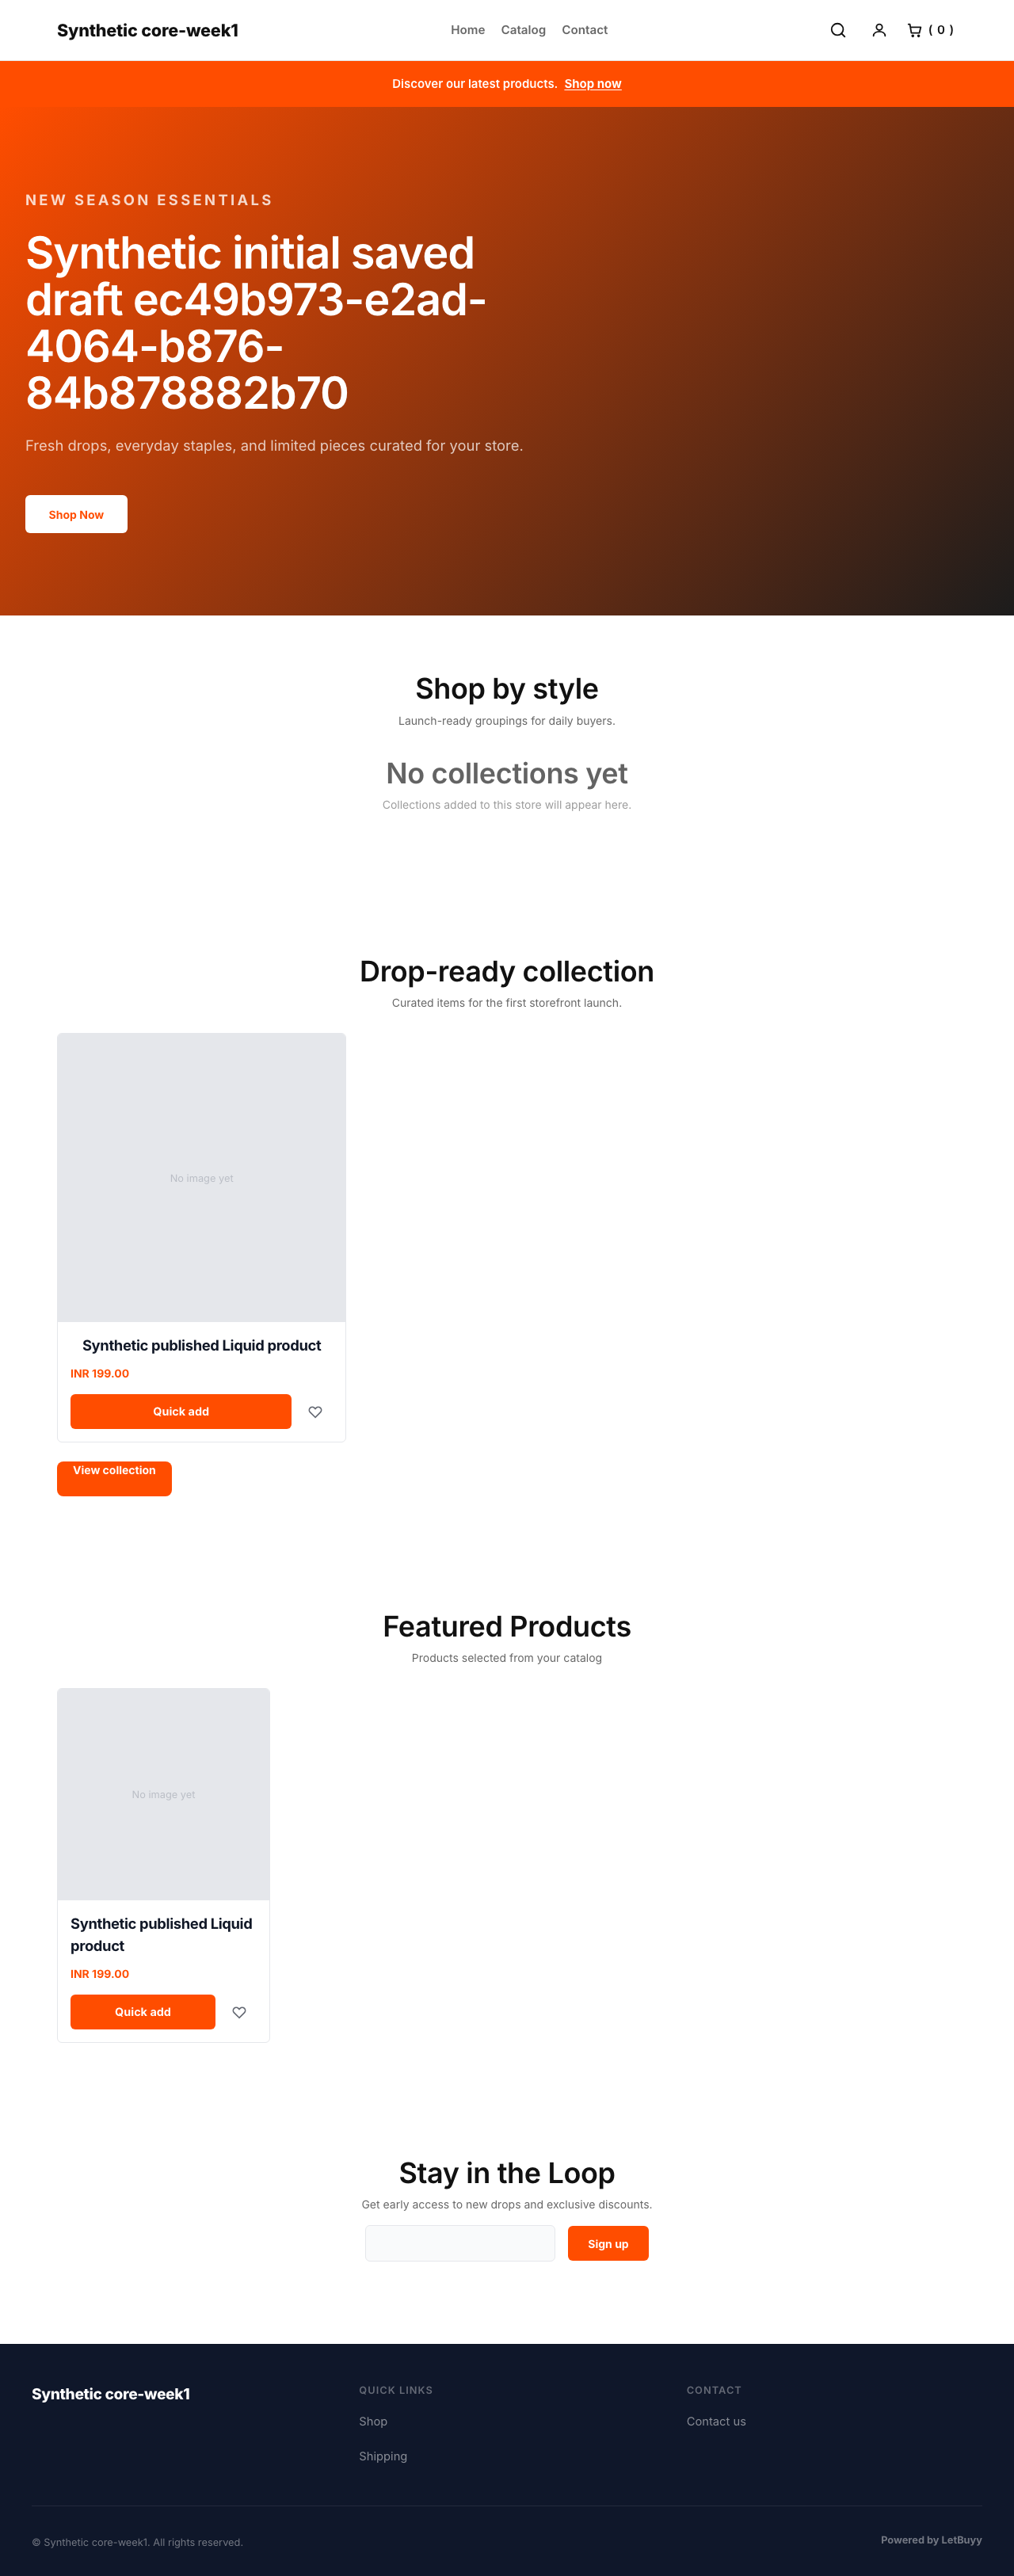 Synthetic core-week1
Home Catalog Contact
( 0 )
Discover our latest products. Shop now
NEW SEASON ESSENTIALS
Synthetic initial saved
draft ec49b973-e2ad-
4064-b876-
84b878882b70
Fresh drops, everyday staples, and limited pieces curated for your store.
Shop Now
Shop by style
Launch-ready groupings for daily buyers.
No collections yet
Collections added to this store will appear here.
Drop-ready collection
Curated items for the first storefront launch.
No image yet
Synthetic published Liquid product
INR 199.00
Quick add
View collection
Featured Products
Products selected from your catalog
No image yet
Synthetic published Liquid
product
INR 199.00
Quick add
Stay in the Loop
Get early access to new drops and exclusive discounts.
Sign up
Synthetic core-week1
QUICK LINKS
Shop
Shipping
CONTACT
Contact us
© Synthetic core-week1. All rights reserved.
Powered by LetBuyy